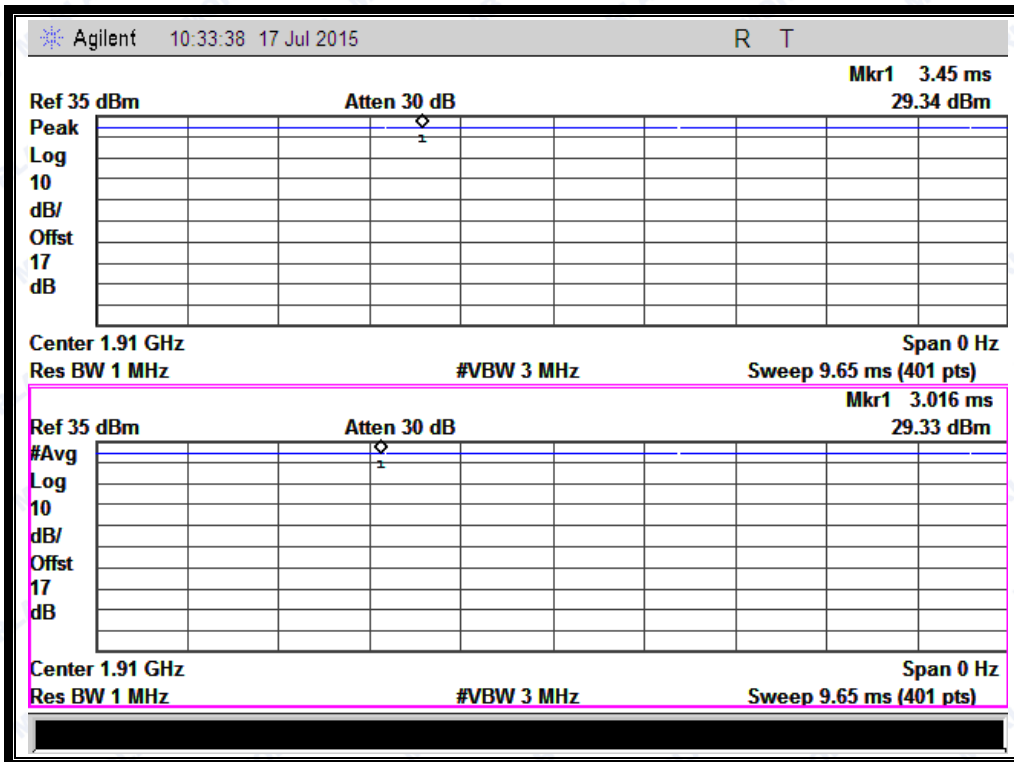 Agilent 10:33:38 17 Jul 2015 R T
Mkr1 3.45 ms
Ref 35 dBm Atten 30 dB 29.34 dBm
Peak
1
Log
10
dB/
Offst
17
dB
Center 1.91 GHz Span 0 Hz
Res BW 1 MHz #VBW 3 MHz Sweep 9.65 ms (401 pts)
Mkr1 3.016 ms
Ref 35 dBm Atten 30 dB 29.33 dBm
#Avg
1
Log
10
dB/
Offst
17
dB
Center 1.91 GHz Span 0 Hz
Res BW 1 MHz #VBW 3 MHz Sweep 9.65 ms (401 pts)